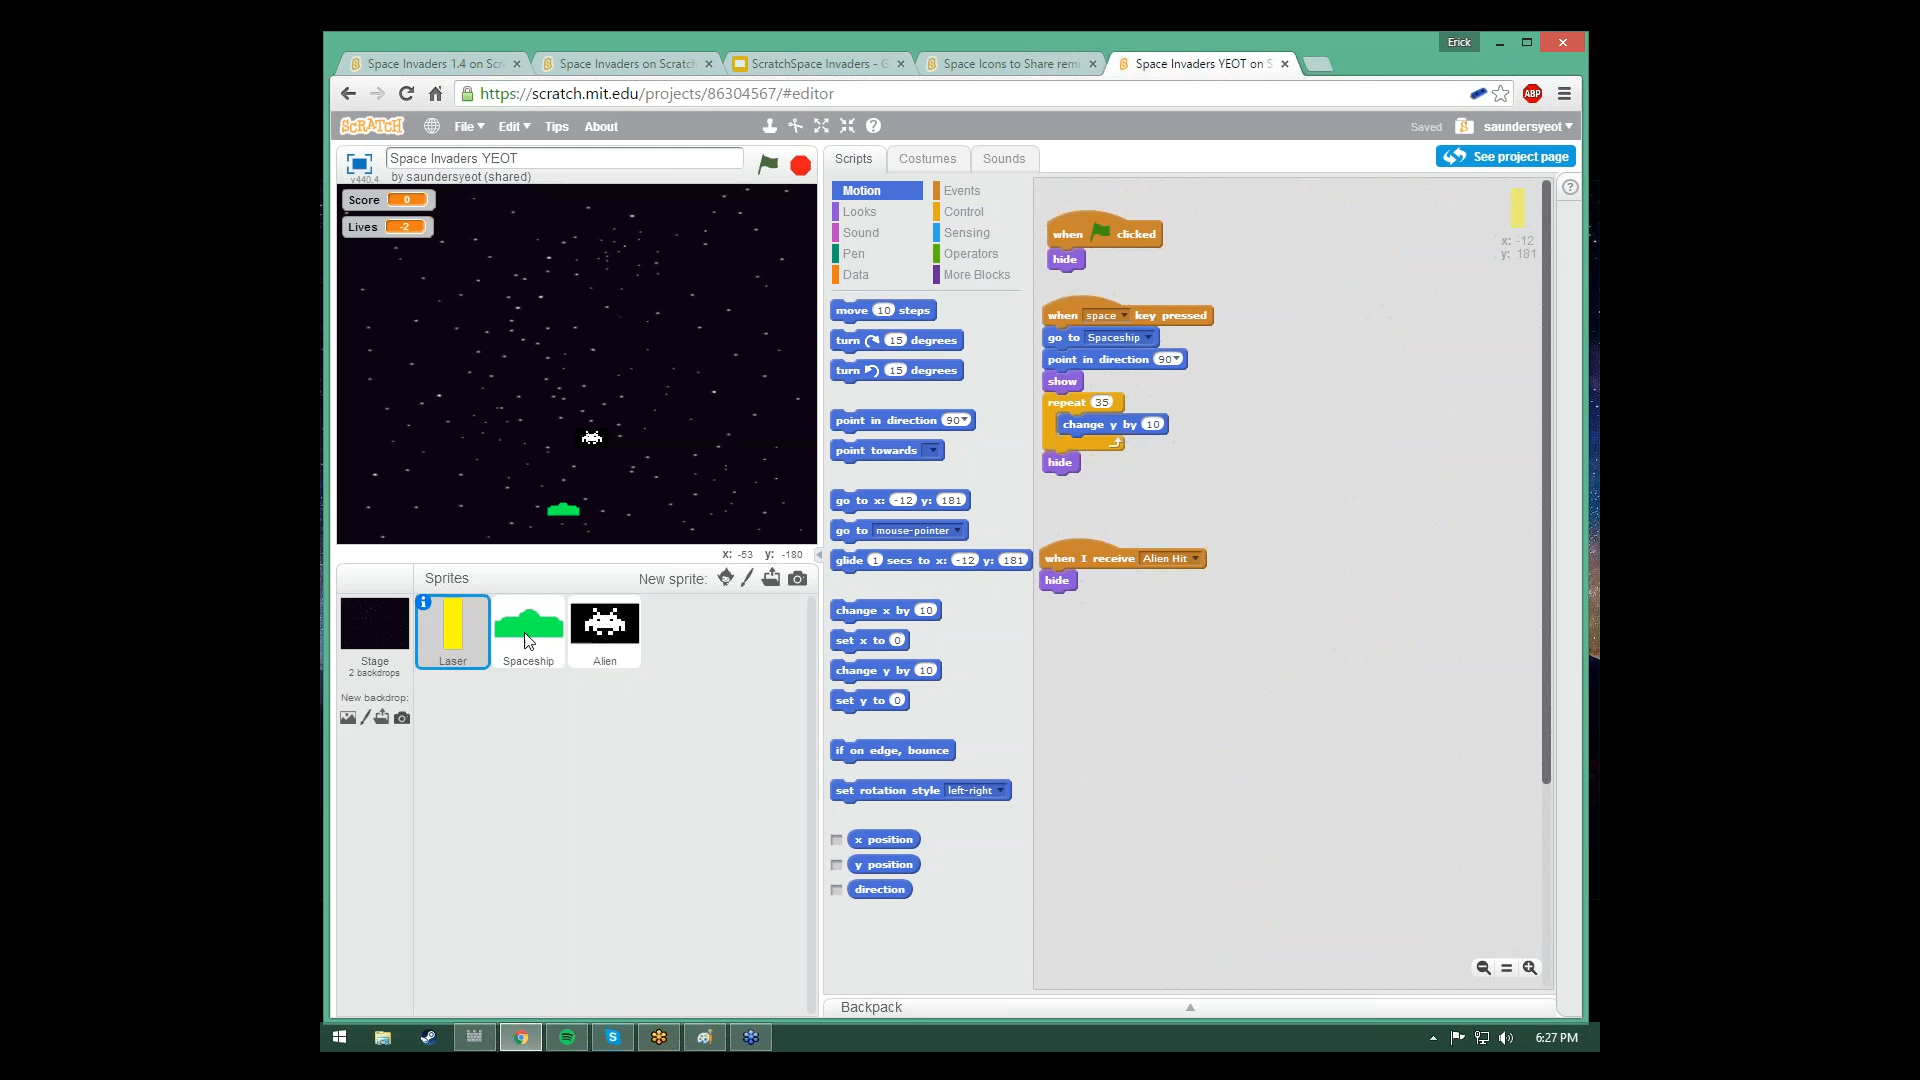 Erick
Space Invaders 1.4 on Scr
Space Invaders on Scratch
ScratchSpace Invaders - G
Space Icons to Share remi
Space Invaders YEOT on S
https://scratch.mit.edu/projects/86304567/#editor
ABP
SCRATCH
File
Edit
Tips
About
Saved
saundersyeot
Space Invaders YEOT
by saundersyeot (shared)
v440.4
Scripts
Costumes
Sounds
See project page
Score 0
Lives -2
Motion
Looks
Sound
Pen
Data
Events
Control
Sensing
Operators
More Blocks
move 10 steps
turn 15 degrees
turn 15 degrees
point in direction 90
point towards
go to x: -12 y: 181
go to mouse-pointer
glide 1 secs to x: -12 y: 181
change x by 10
set x to 0
change y by 10
set y to 0
if on edge, bounce
set rotation style left-right
x position
y position
direction
when clicked
hide
when space key pressed
go to Spaceship
point in direction 90
show
repeat 35
change y by 10
hide
when I receive Alien Hit
hide
x: -12
y: 181
X: -53 y: -180
Sprites
New sprite:
Stage
2 backdrops
New backdrop:
Laser
Spaceship
Alien
Backpack
6:27 PM